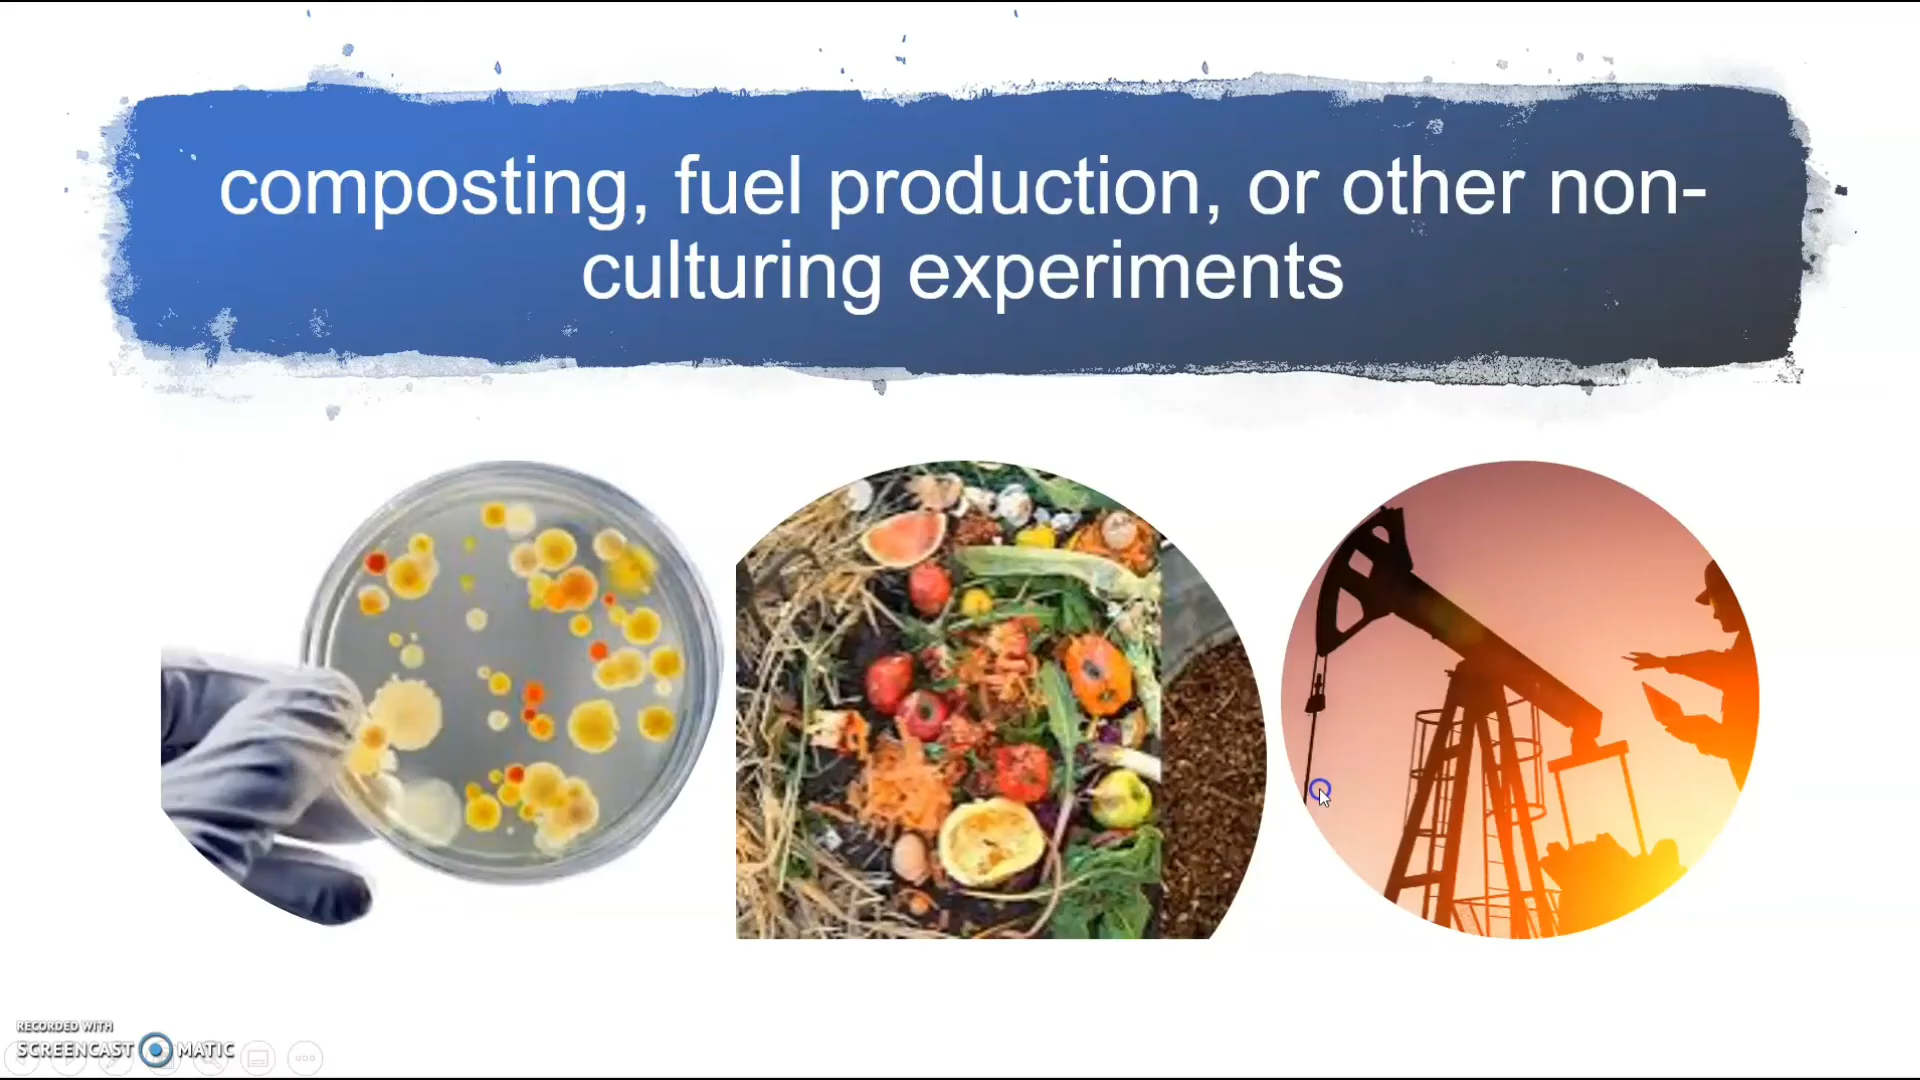 composting, fuel production, or other non-
culturing experiments
RECORDED WITH
SCREENCAST MATIC